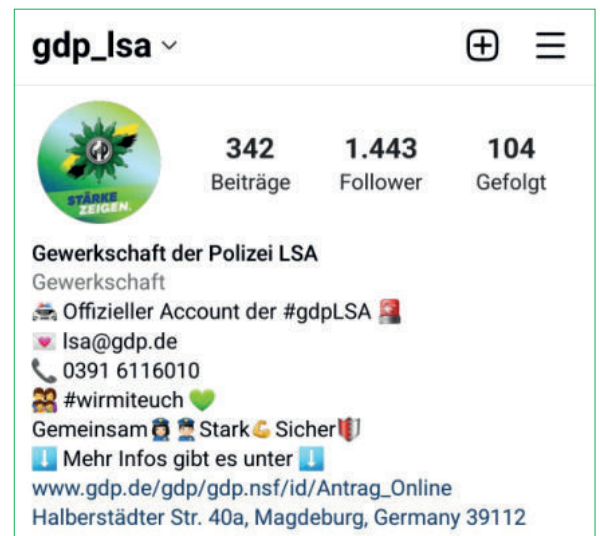 gdp_lsa
342 1.443 104
Beiträge Follower Gefolgt
GdP
STÄRKE
ZEIGEN.
Gewerkschaft der Polizei LSA
Gewerkschaft
🚔 Offizieller Account der #gdpLSA 🚨
💌 lsa@gdp.de
📞 0391 6116010
👫 #wirmiteuch 💚
Gemeinsam👮‍♀️👮‍♂️Stark💪 Sicher🛡️
⬇️ Mehr Infos gibt es unter ⬇️
www.gdp.de/gdp/gdp.nsf/id/Antrag_Online
Halberstädter Str. 40a, Magdeburg, Germany 39112